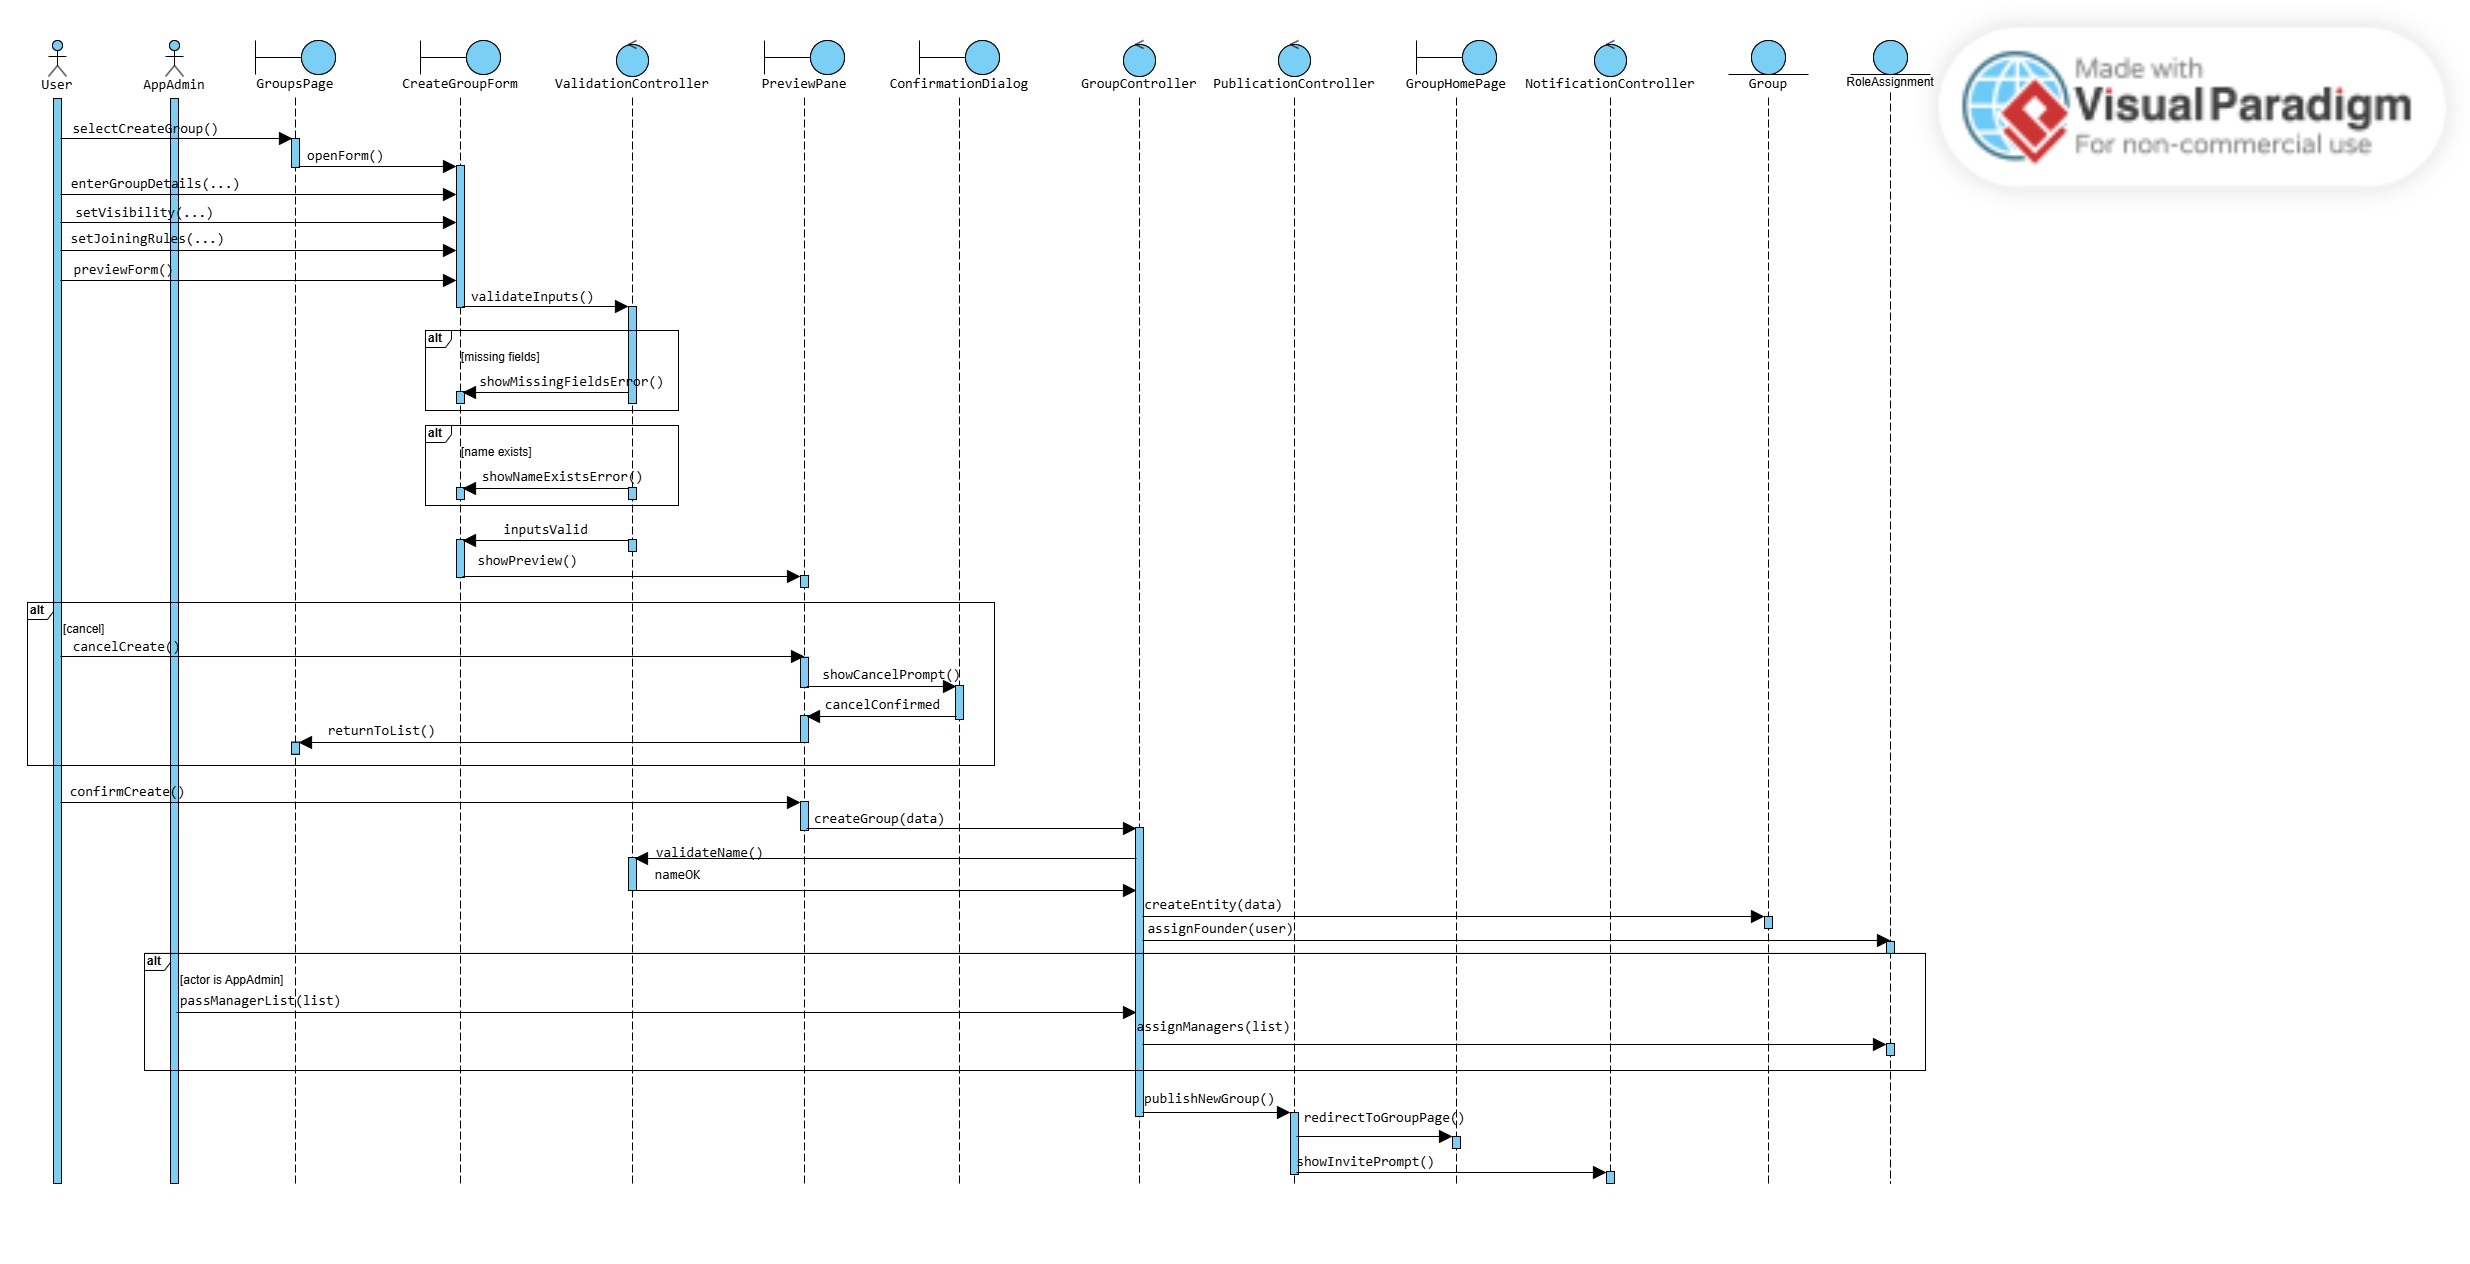 User
AppAdmin
GroupsPage
CreateGroupForm
ValidationController
PreviewPane
ConfirmationDialog
GroupController
PublicationController
GroupHomePage
NotificationController
Group
RoleAssignment
Made with
Visual Paradigm
For non-commercial use
selectCreateGroup()
openForm()
enterGroupDetails(...)
setVisibility(...)
setJoiningRules(...)
previewForm()
validateInputs()
alt
[missing fields]
showMissingFieldsError()
alt
[name exists]
showNameExistsError()
inputsValid
showPreview()
alt
[cancel]
cancelCreate()
showCancelPrompt()
cancelConfirmed
returnToList()
confirmCreate()
createGroup(data)
validateName()
nameOK
createEntity(data)
assignFounder(user)
alt
[actor is AppAdmin]
passManagerList(list)
assignManagers(list)
publishNewGroup()
redirectToGroupPage()
showInvitePrompt()